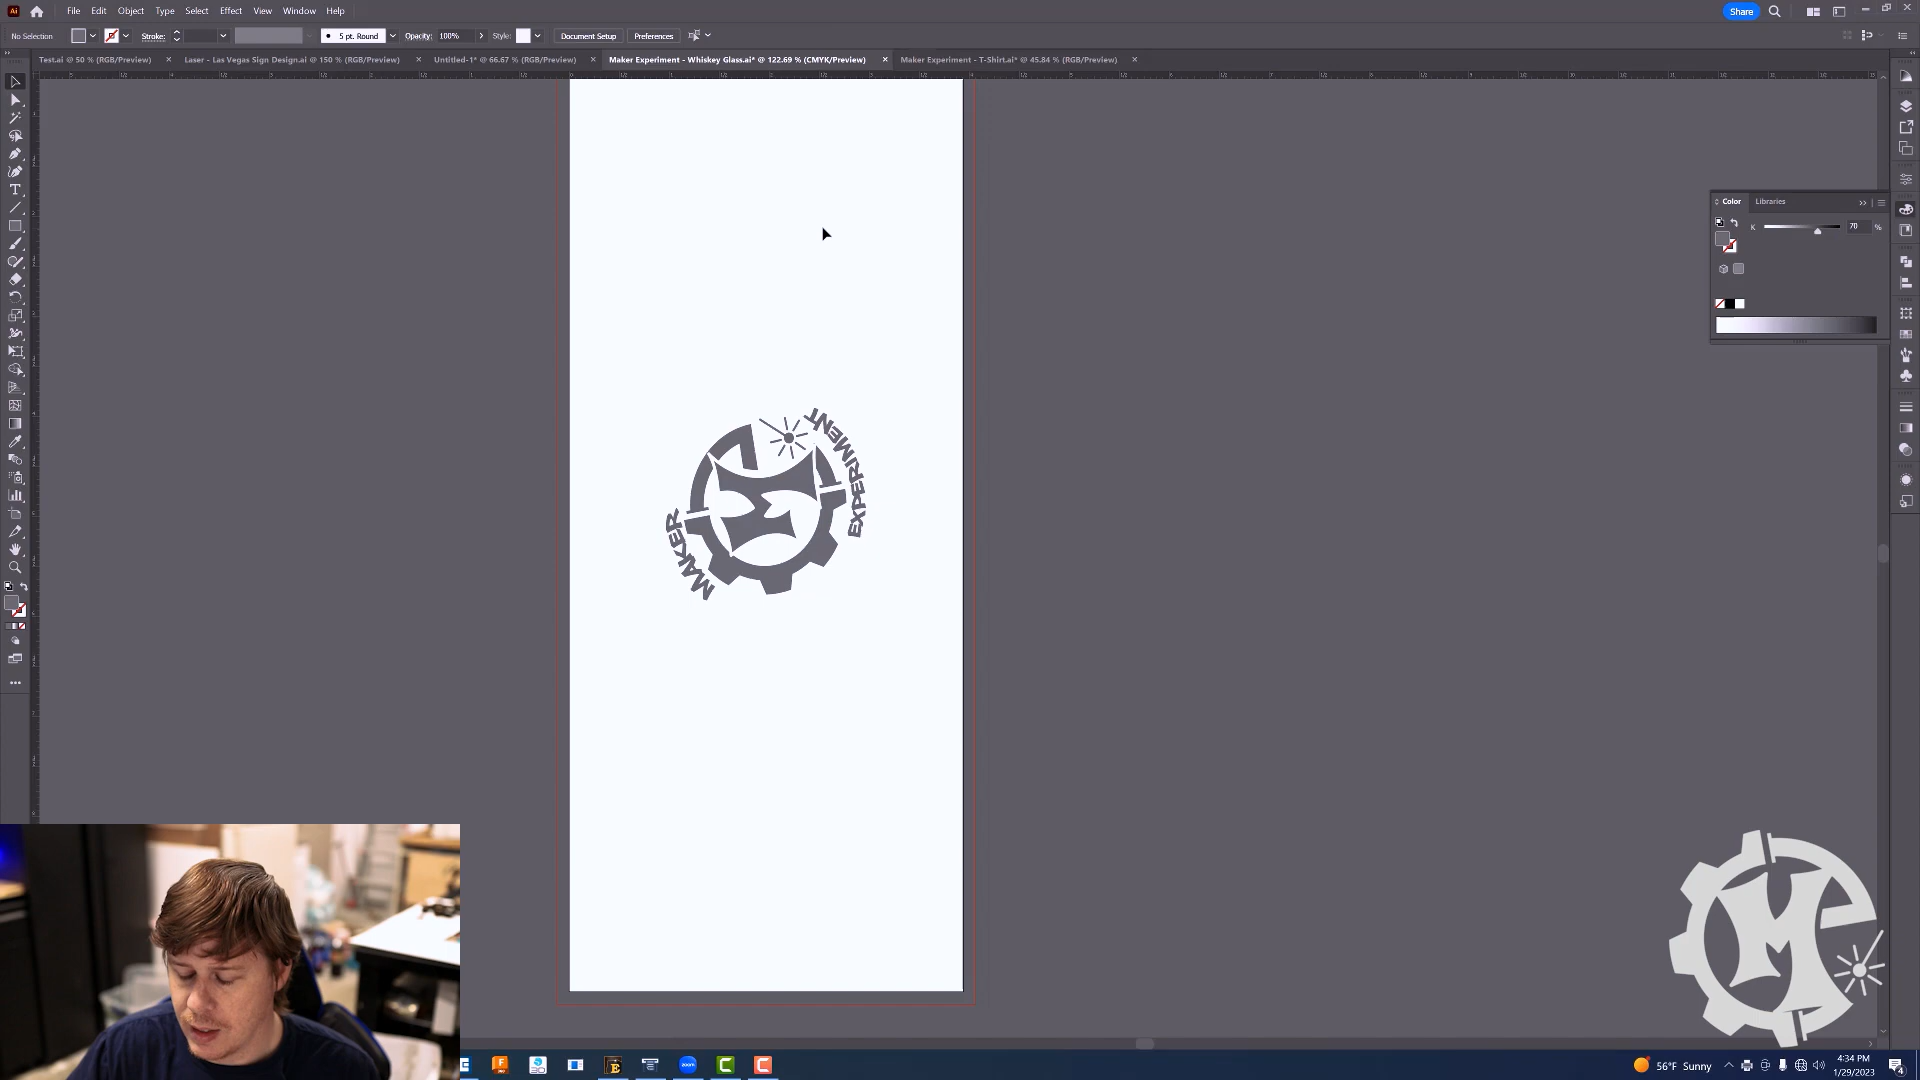 Ai File Edit Object Type Select Effect View Window Help Share
No Selection Stroke: 5 pt. Round Opacity: 100% Style: Document Setup Preferences
Test.ai @ 50 % (RGB/Preview) × Laser - Las Vegas Sign Design.ai @ 150 % (RGB/Preview) × Untitled-1* @ 66.67 % (RGB/Preview) × Maker Experiment - Whiskey Glass.ai* @ 122.69 % (CMYK/Preview) × Maker Experiment - T-Shirt.ai* @ 45.84 % (RGB/Preview) ×
Color Libraries
K 70 %
MAKER
EXPERIMENT
zoom
56°F Sunny
4:34 PM
1/29/2023
4